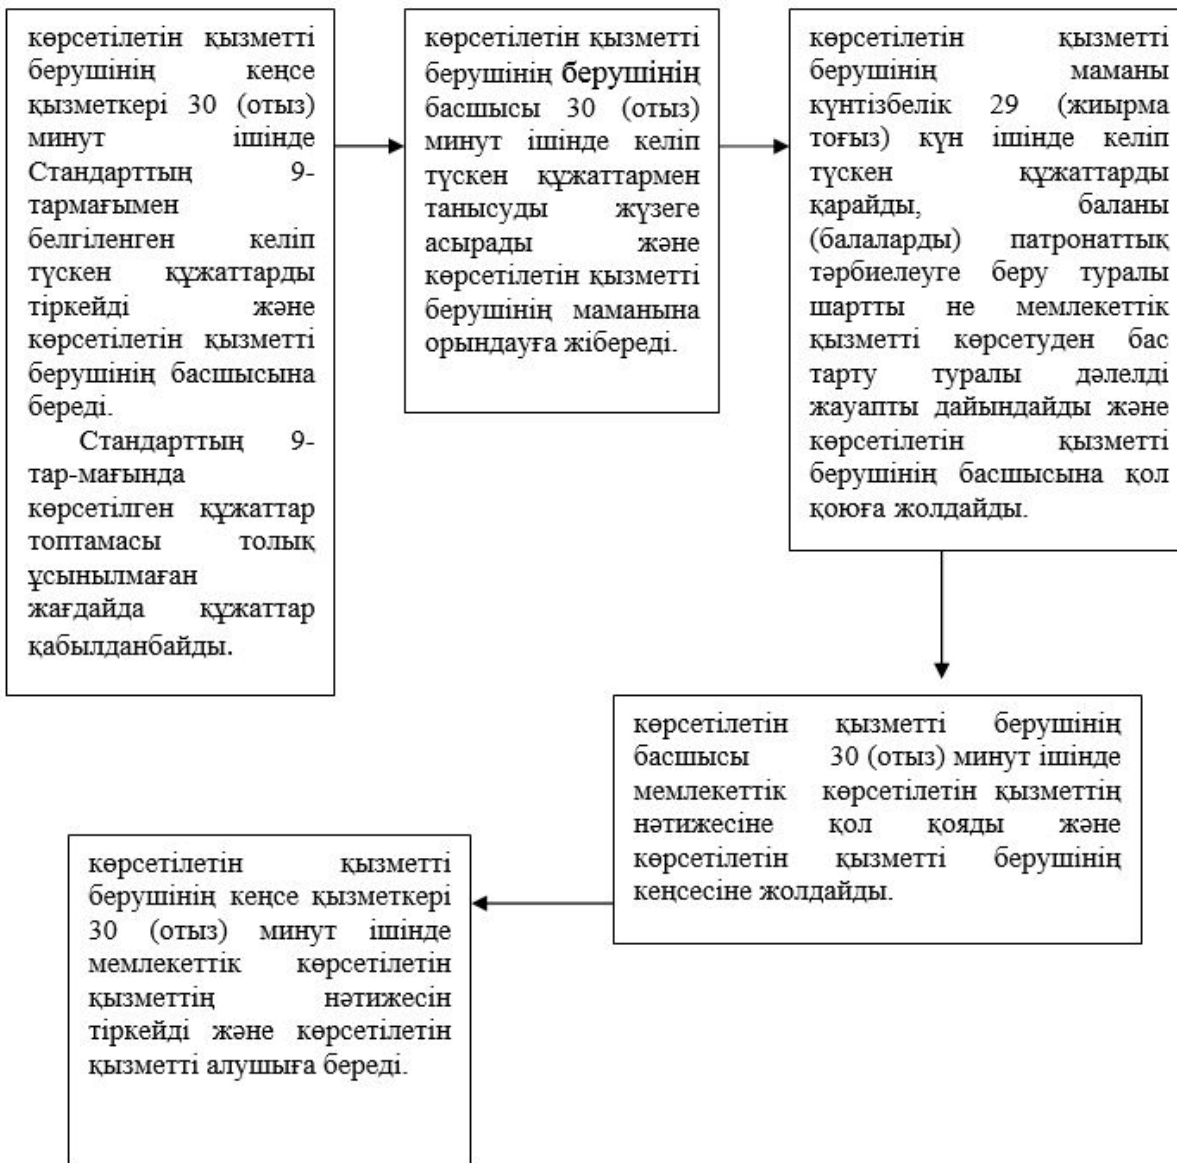 көрсетілетін қызметті
берушінің кеңсе
қызметкері 30 (отыз)
минут ішінде
Стандарттың 9-
тармағымен
белгіленген келіп
түскен құжаттарды
тіркейді және
көрсетілетін қызметті
берушінің басшысына
береді.
Стандарттың 9-
тар-мағында
көрсетілген құжаттар
топтамасы толық
ұсынылмаған
жағдайда құжаттар
қабылданбайды.
көрсетілетін қызметті
берушінің берушінің
басшысы 30 (отыз)
минут ішінде келіп
түскен құжаттармен
танысуды жүзеге
асырады және
көрсетілетін қызметті
берушінің маманына
орындауға жібереді.
көрсетілетін қызметті
берушінің маманы
күнтізбелік 29 (жиырма
тоғыз) күн ішінде келіп
түскен құжаттарды
қарайды, баланы
(балаларды) патронаттық
тәрбиелеуге беру туралы
шартты не мемлекеттік
қызметті көрсетуден бас
тарту туралы дәлелді
жауапты дайындайды және
көрсетілетін қызметті
берушінің басшысына қол
қоюға жолдайды.
көрсетілетін қызметті берушінің
басшысы 30 (отыз) минут ішінде
мемлекеттік көрсетілетін қызметтің
нәтижесіне қол қояды және
көрсетілетін қызметті берушінің
кеңсесіне жолдайды.
көрсетілетін қызметті
берушінің кеңсе қызметкері
30 (отыз) минут ішінде
мемлекеттік көрсетілетін
қызметтің нәтижесін
тіркейді және көрсетілетін
қызметті алушыға береді.